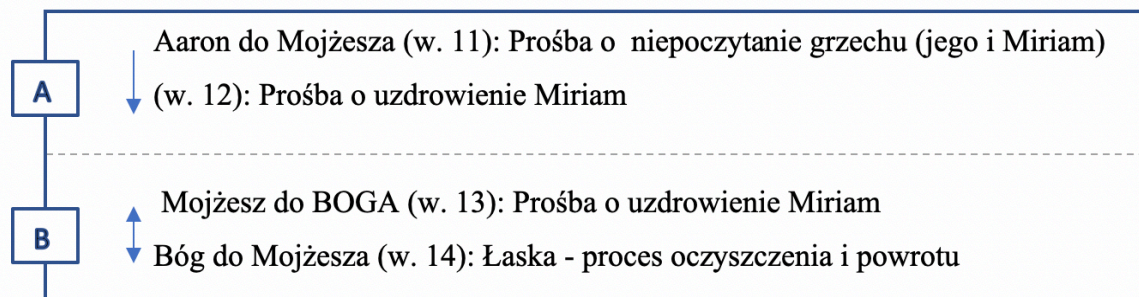 Aaron do Mojżesza (w. 11): Prośba o niepoczytanie grzechu (jego i Miriam)
A
(w. 12): Prośba o uzdrowienie Miriam
Mojżesz do BOGA (w. 13): Prośba o uzdrowienie Miriam
B
Bóg do Mojżesza (w. 14): Łaska - proces oczyszczenia i powrotu